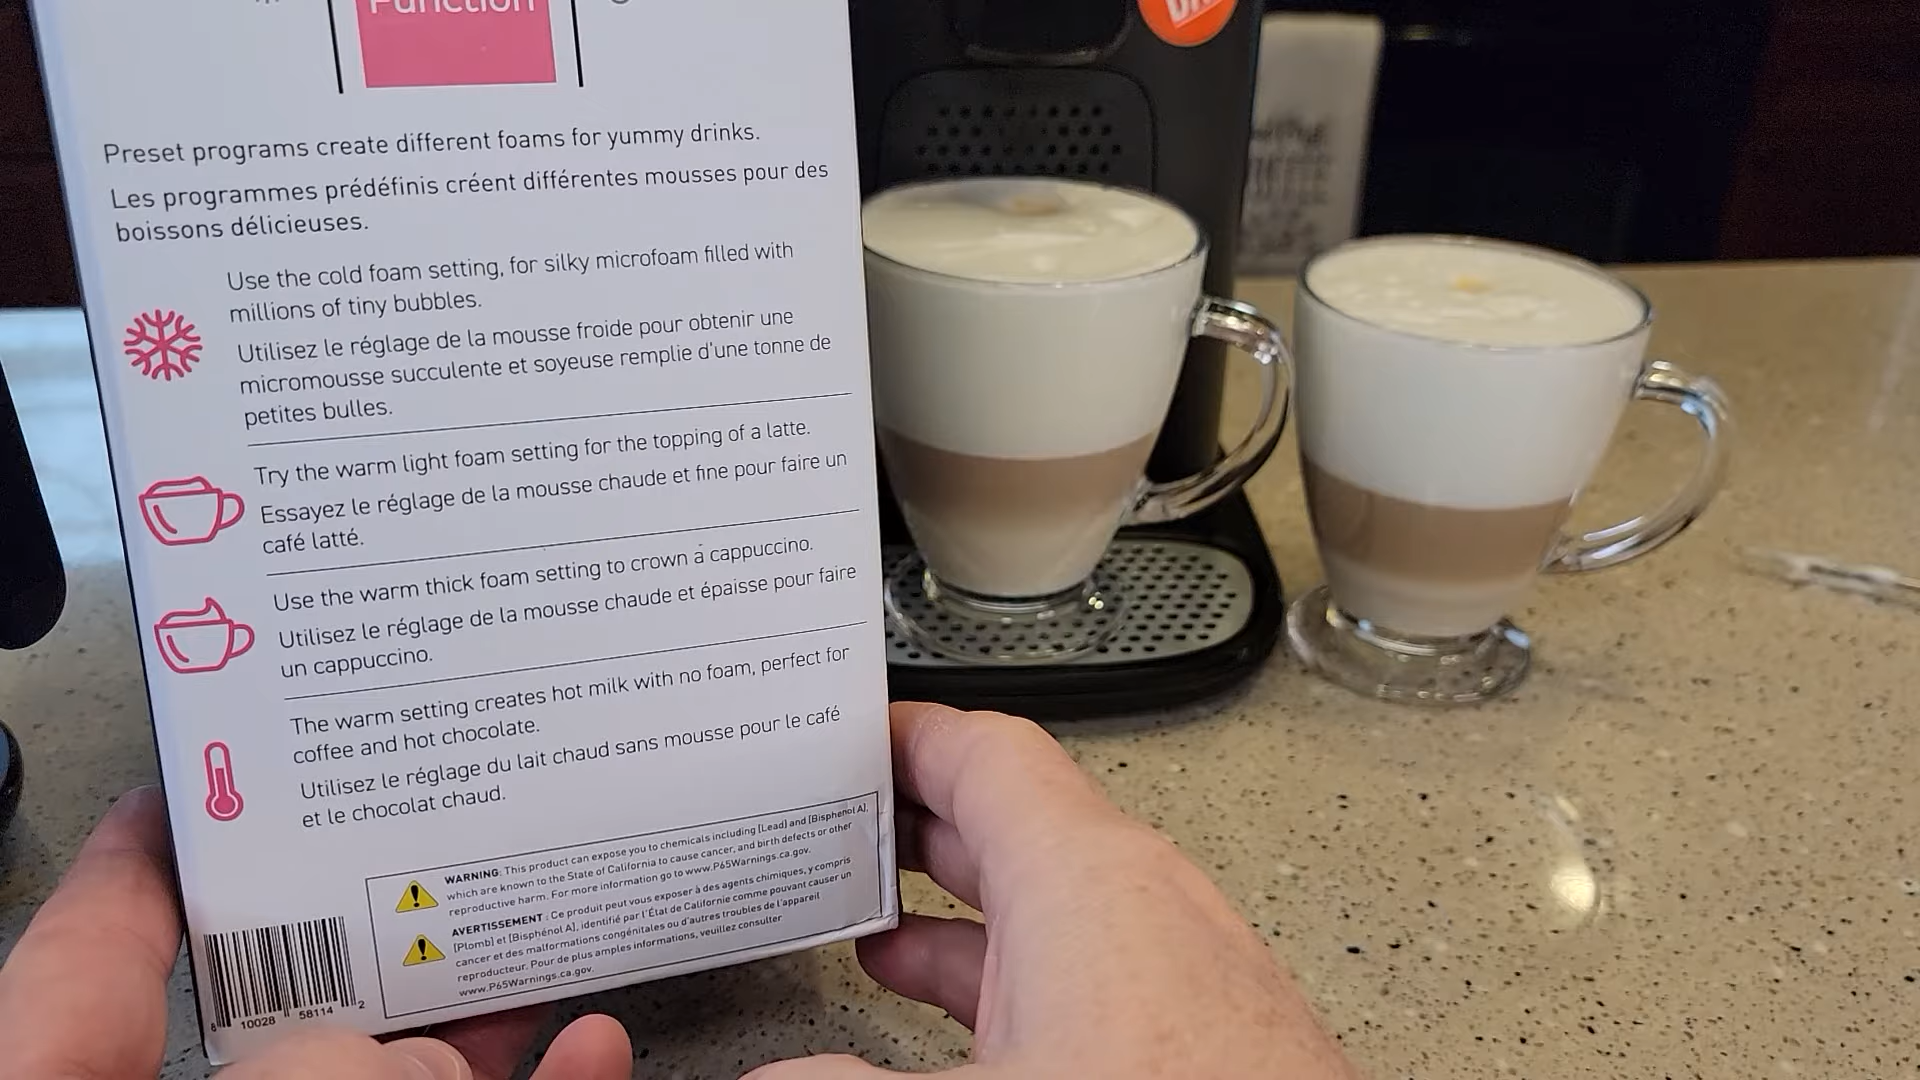 Function
Preset programs create different foams for yummy drinks.
Les programmes prédéfinis créent différentes mousses pour des
boissons délicieuses.
Use the cold foam setting, for silky microfoam filled with
millions of tiny bubbles.
Utilisez le réglage de la mousse froide pour obtenir une
micromousse succulente et soyeuse remplie d'une tonne de
petites bulles.
Try the warm light foam setting for the topping of a latte.
Essayez le réglage de la mousse chaude et fine pour faire un
café latté.
Use the warm thick foam setting to crown a cappuccino.
Utilisez le réglage de la mousse chaude et épaisse pour faire
un cappuccino.
The warm setting creates hot milk with no foam, perfect for
coffee and hot chocolate.
Utilisez le réglage du lait chaud sans mousse pour le café
et le chocolat chaud.
WARNING: This product can expose you to chemicals including [Lead] and [Bisphenol A],
which are known to the State of California to cause cancer, and birth defects or other
reproductive harm. For more information go to www.P65Warnings.ca.gov.
AVERTISSEMENT : Ce produit peut vous exposer à des agents chimiques, y compris
[Plomb] et [Bisphénol A], identifié par l'État de Californie comme pouvant causer un
cancer et des malformations congénitales ou d'autres troubles de l'appareil
reproducteur. Pour de plus amples informations, veuillez consulter
www.P65Warnings.ca.gov.
8 10028 58114 2